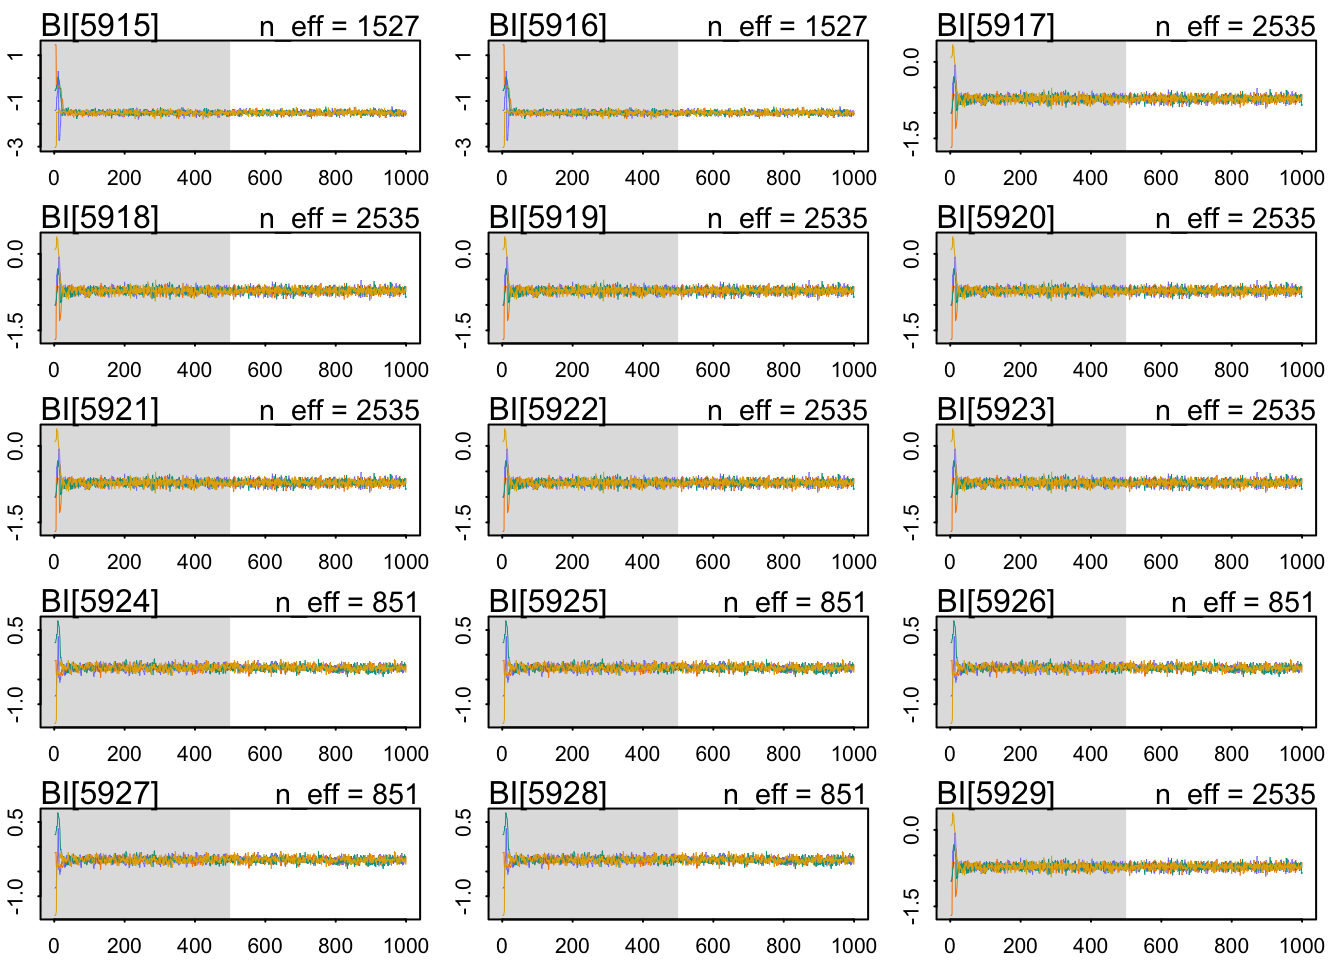 BI[5915] n_eff = 1527 BI[5916] n_eff = 1527 BI[5917] n_eff = 2535
1 -1 -3 1 -1 -3 0.0 -1.5
0 200 400 600 800 1000 0 200 400 600 800 1000 0 200 400 600 800 1000
BI[5918] n_eff = 2535 BI[5919] n_eff = 2535 BI[5920] n_eff = 2535
0.0 -1.5 0.0 -1.5 0.0 -1.5
0 200 400 600 800 1000 0 200 400 600 800 1000 0 200 400 600 800 1000
BI[5921] n_eff = 2535 BI[5922] n_eff = 2535 BI[5923] n_eff = 2535
0.0 -1.5 0.0 -1.5 0.0 -1.5
0 200 400 600 800 1000 0 200 400 600 800 1000 0 200 400 600 800 1000
BI[5924] n_eff = 851 BI[5925] n_eff = 851 BI[5926] n_eff = 851
0.5 -1.0 0.5 -1.0 0.5 -1.0
0 200 400 600 800 1000 0 200 400 600 800 1000 0 200 400 600 800 1000
BI[5927] n_eff = 851 BI[5928] n_eff = 851 BI[5929] n_eff = 2535
0.5 -1.0 0.5 -1.0 0.0 -1.5
0 200 400 600 800 1000 0 200 400 600 800 1000 0 200 400 600 800 1000